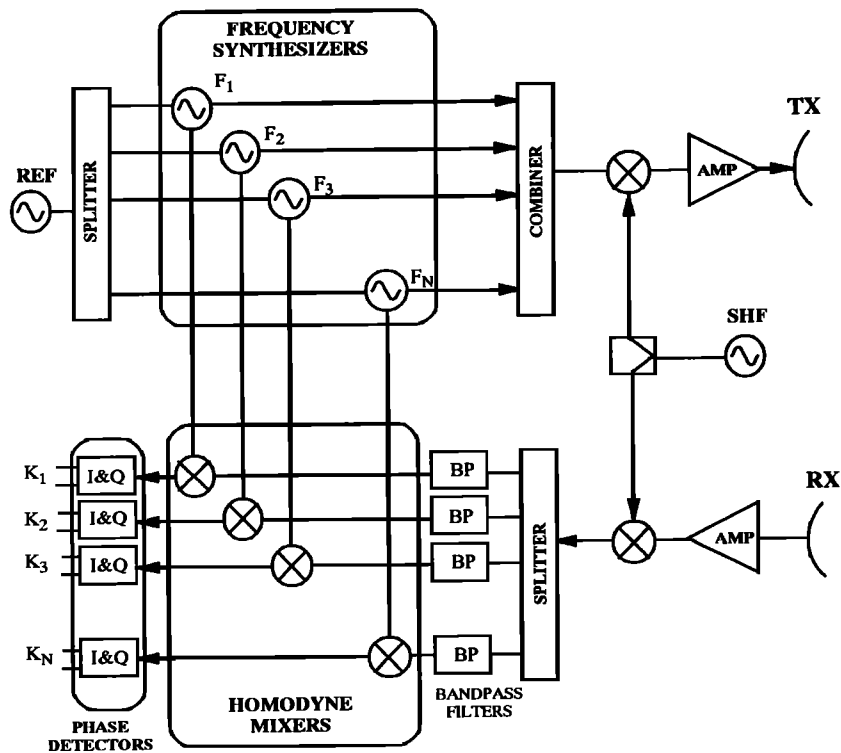 FREQUENCY
SYNTHESIZERS
F1
F2
F3
FN
REF
SPLITTER
COMBINER
TX
AMP
SHF
K1
I&Q
BP
K2
I&Q
BP
K3
I&Q
BP
KN
I&Q
BP
SPLITTER
AMP
RX
HOMODYNE
MIXERS
BANDPASS
FILTERS
PHASE
DETECTORS